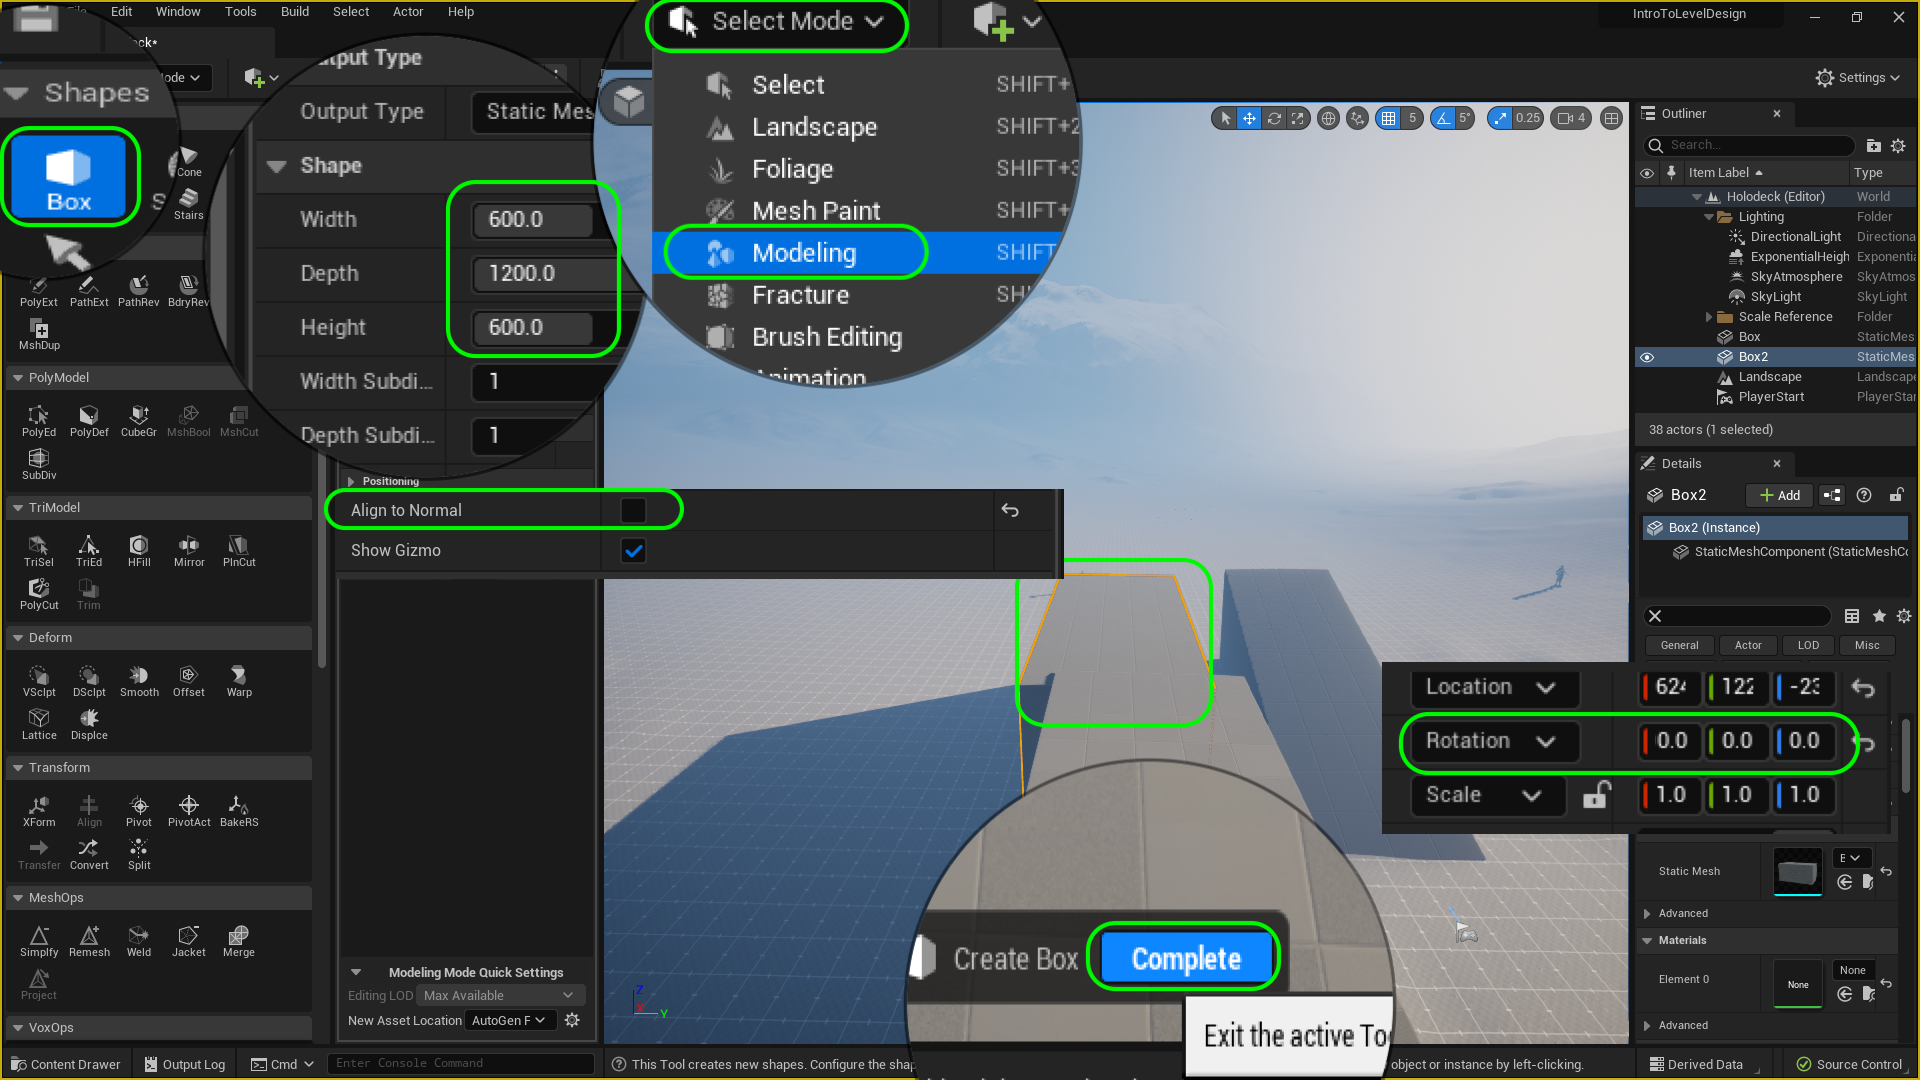 File Edit Window Tools Build Select Actor Help
IntroToLevelDesign
Select Mode
Settings
Shapes
Box
Cone
Stairs
Output Type
Output Type Static Mes
Shape
Width 600.0
Depth 1200.0
Height 600.0
Width Subdi... 1
Depth Subdi... 1
Select SHIFT+
Landscape SHIFT+2
Foliage SHIFT+3
Mesh Paint SHIFT+
Modeling SHIFT
Fracture SH
Brush Editing
Animation
5 5° 0.25 4
Positioning
Align to Normal
Show Gizmo
PolyExt PathExt PathRev BdryRev
MshDup
PolyModel
PolyEd PolyDef CubeGr MshBool MshCut
SubDiv
TriModel
TriSel TriEd HFill Mirror PlnCut
PolyCut Trim
Deform
VSclpt DSclpt Smooth Offset Warp
Lattice Displce
Transform
XForm Align Pivot PivotAct BakeRS
Transfer Convert Split
MeshOps
Simplfy Remesh Weld Jacket Merge
Project
VoxOps
Modeling Mode Quick Settings
Editing LOD Max Available
New Asset Location AutoGen F
Z
X
Y
Create Box Complete
Exit the active To
Outliner
Search...
Item Label Type
Holodeck (Editor) World
Lighting Folder
DirectionalLight Directiona
ExponentialHeigh Exponentia
SkyAtmosphere SkyAtmos
SkyLight SkyLight
Scale Reference Folder
Box StaticMes
Box2 StaticMes
Landscape Landscape
PlayerStart PlayerStar
38 actors (1 selected)
Details
Box2 Add
Box2 (Instance)
StaticMeshComponent (StaticMeshCo
General Actor LOD Misc
Location 624 122 -23
Rotation 0.0 0.0 0.0
Scale 1.0 1.0 1.0
Static Mesh
Advanced
Materials
Element 0 None None
Advanced
Content Drawer Output Log Cmd Enter Console Command
This Tool creates new shapes. Configure the shap
object or instance by left-clicking.
Derived Data Source Control